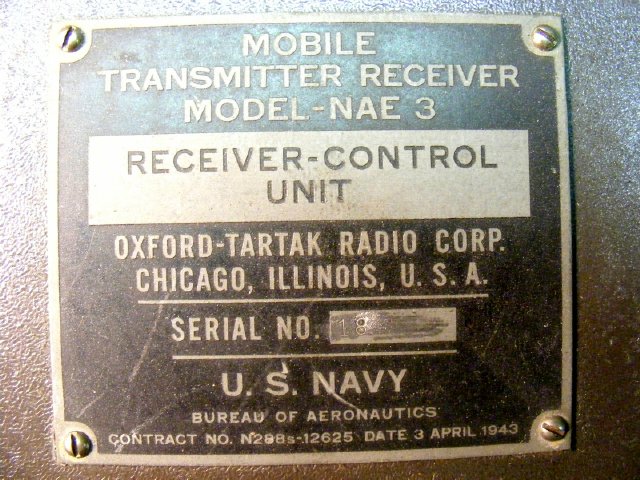 MOBILE
TRANSMITTER RECEIVER
MODEL-NAE 3
RECEIVER-CONTROL
UNIT
OXFORD-TARTAK RADIO CORP.
CHICAGO, ILLINOIS, U. S. A.
SERIAL NO. 18
U. S. NAVY
BUREAU OF AERONAUTICS
CONTRACT NO. N288s-12625 DATE 3 APRIL 1943